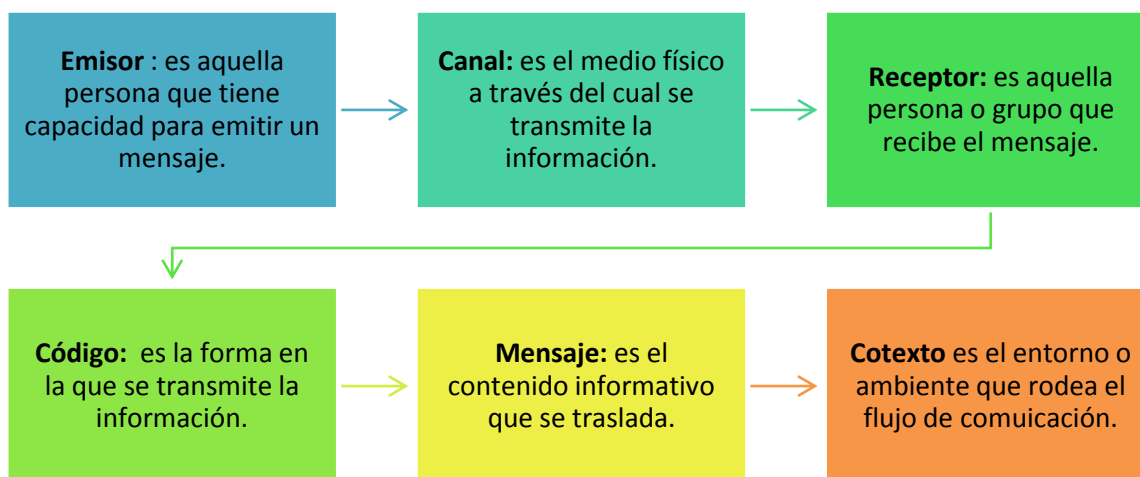 Emisor : es aquella
persona que tiene
capacidad para emitir un
mensaje.
Canal: es el medio físico
a través del cual se
transmite la
información.
Receptor: es aquella
persona o grupo que
recibe el mensaje.
Código:  es la forma en
la que se transmite la
información.
Mensaje: es el
contenido informativo
que se traslada.
Cotexto es el entorno o
ambiente que rodea el
flujo de comuicación.